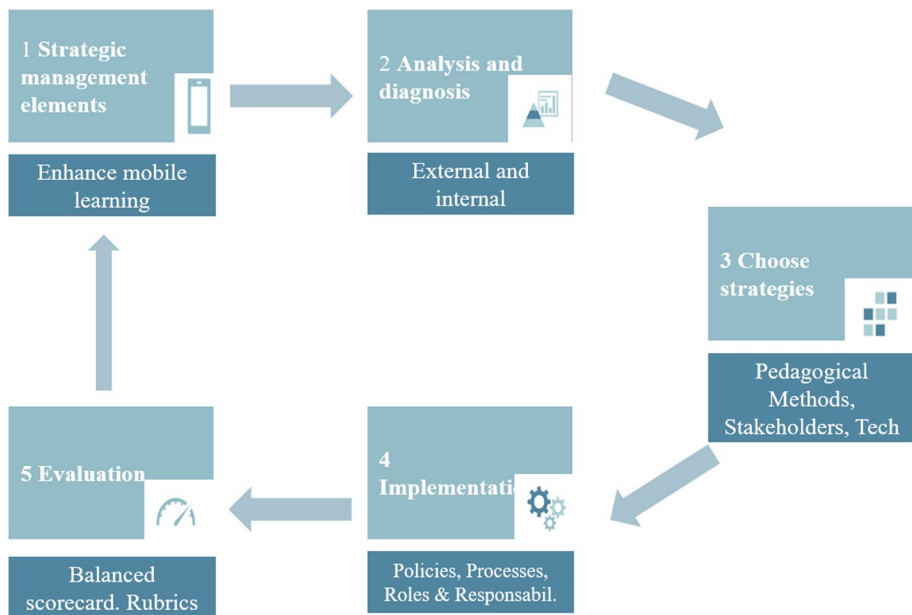 1 Strategic
management
elements
Enhance mobile
learning
2 Analysis and
diagnosis
External and
internal
3 Choose
strategies
Pedagogical
Methods,
Stakeholders, Tech
4
Implementatic
Policies, Processes,
Roles & Responsabil.
5 Evaluation
Balanced
scorecard. Rubrics